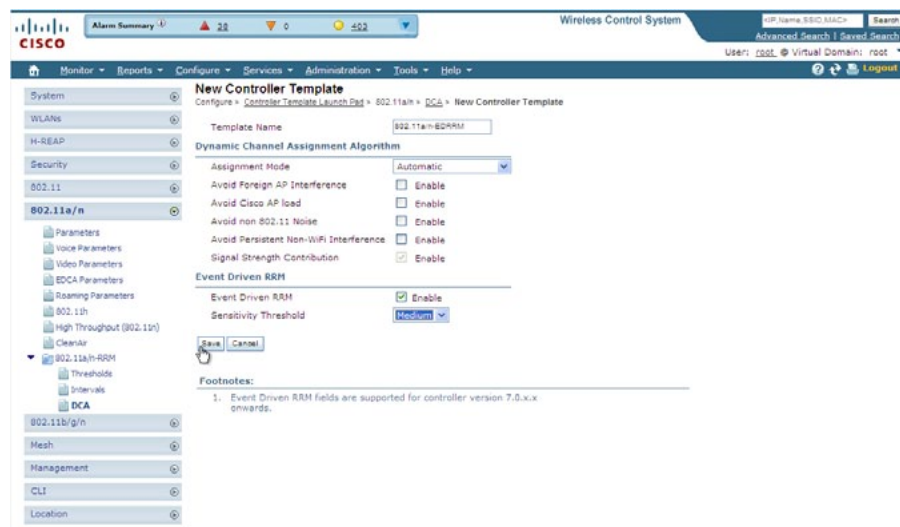 Wireless Control System
CISCO
Alarm Summary
28 0 403
<IP,Name,SSID,MAC> Search
Advanced Search | Saved Search
User: root @ Virtual Domain: root
Monitor Reports Configure Services Administration Tools Help Logout
System
WLANs
H-REAP
Security
802.11
802.11a/n
Parameters
Voice Parameters
Video Parameters
EDCA Parameters
Roaming Parameters
802.11h
High Throughput (802.11n)
CleanAir
802.11a/n-RRM
Thresholds
Intervals
DCA
802.11b/g/n
Mesh
Management
CLI
Location
New Controller Template
Configure > Controller Template Launch Pad > 802.11a/n > DCA > New Controller Template
Template Name 802.11a/n-EDRRM
Dynamic Channel Assignment Algorithm
Assignment Mode Automatic
Avoid Foreign AP Interference Enable
Avoid Cisco AP load Enable
Avoid non 802.11 Noise Enable
Avoid Persistent Non-WiFi Interference Enable
Signal Strength Contribution Enable
Event Driven RRM
Event Driven RRM Enable
Sensitivity Threshold Medium
Save Cancel
Footnotes:
1. Event Driven RRM fields are supported for controller version 7.0.x.x
onwards.